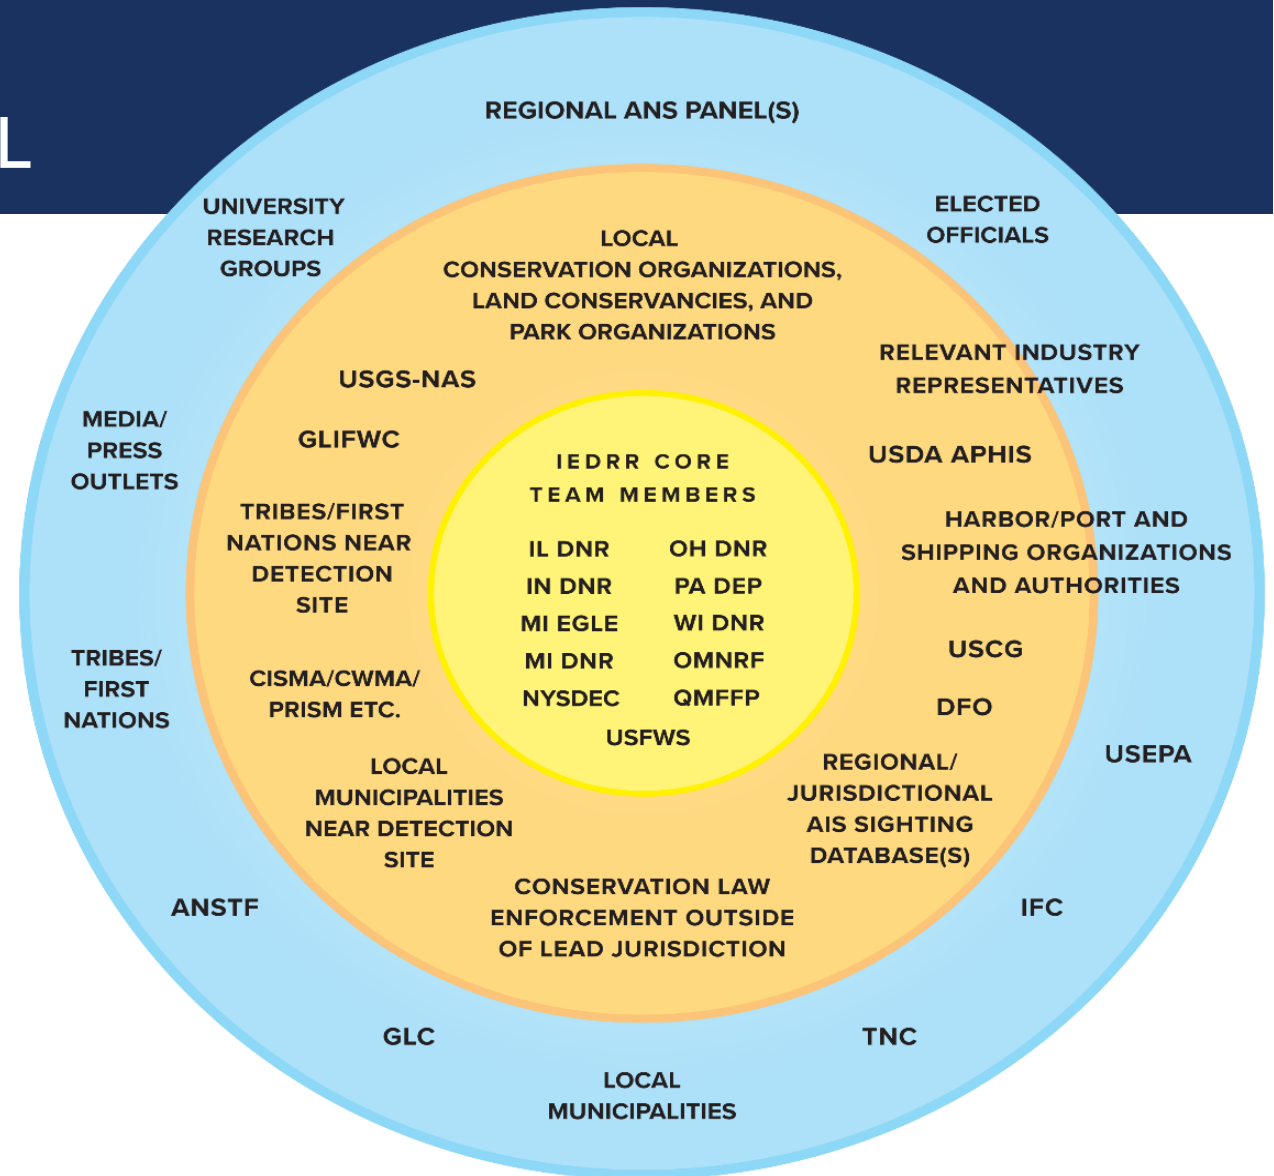 L
REGIONAL ANS PANEL(S)
UNIVERSITY
RESEARCH
GROUPS
ELECTED
OFFICIALS
LOCAL
CONSERVATION ORGANIZATIONS,
LAND CONSERVANCIES, AND
PARK ORGANIZATIONS
RELEVANT INDUSTRY
REPRESENTATIVES
USGS-NAS
MEDIA/
PRESS
OUTLETS
GLIFWC
USDA APHIS
IEDRR CORE
TEAM MEMBERS
IL DNR
IN DNR
MI EGLE
MI DNR
NYSDEC
OH DNR
PA DEP
WI DNR
OMNRF
QMFFP
USFWS
TRIBES/FIRST
NATIONS NEAR
DETECTION
SITE
HARBOR/PORT AND
SHIPPING ORGANIZATIONS
AND AUTHORITIES
TRIBES/
FIRST
NATIONS
CISMA/CWMA/
PRISM ETC.
USCG
DFO
USEPA
LOCAL
MUNICIPALITIES
NEAR DETECTION
SITE
REGIONAL/
JURISDICTIONAL
AIS SIGHTING
DATABASE(S)
CONSERVATION LAW
ENFORCEMENT OUTSIDE
OF LEAD JURISDICTION
ANSTF
IFC
GLC
TNC
LOCAL
MUNICIPALITIES